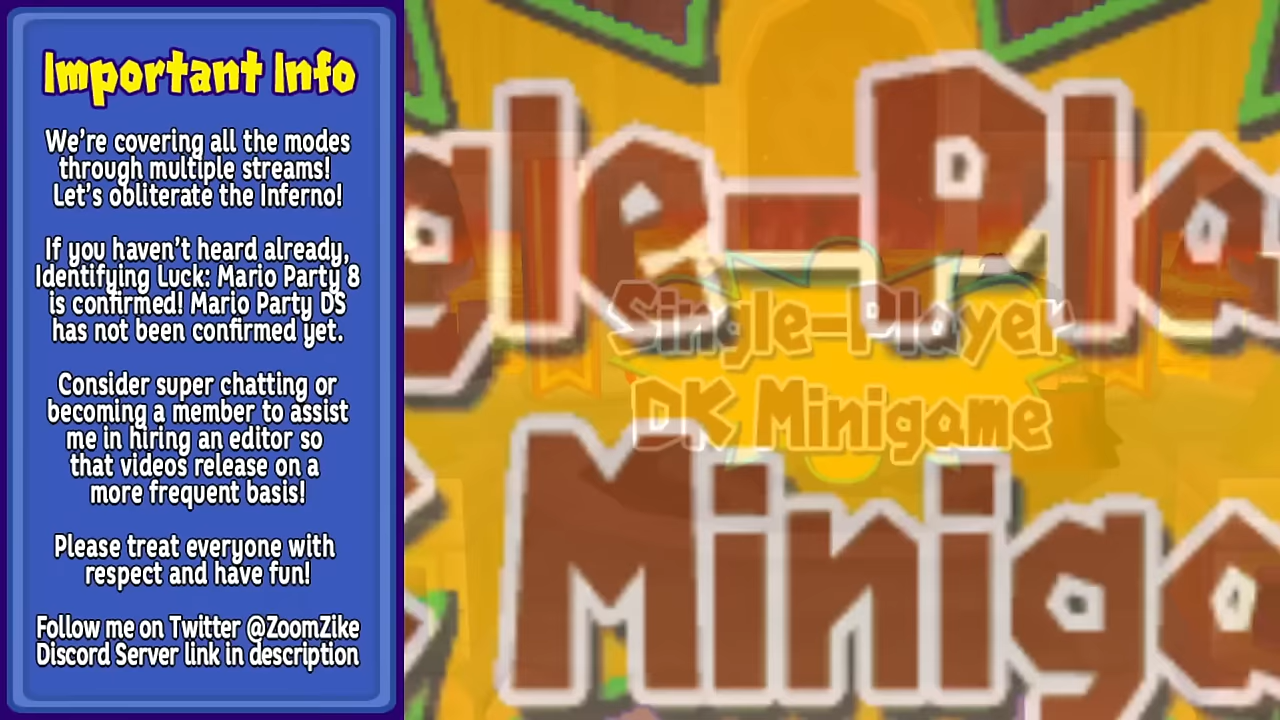 Important Info
We're covering all the modes
through multiple streams!
Let's obliterate the Inferno!
If you haven't heard already,
Identifying Luck: Mario Party 8
is confirmed! Mario Party DS
has not been confirmed yet.
Consider super chatting or
becoming a member to assist
me in hiring an editor so
that videos release on a
more frequent basis!
Please treat everyone with
respect and have fun!
Follow me on Twitter @ZoomZike
Discord Server link in description
gle-Pla
Miniga
Single-Player
DK Minigame